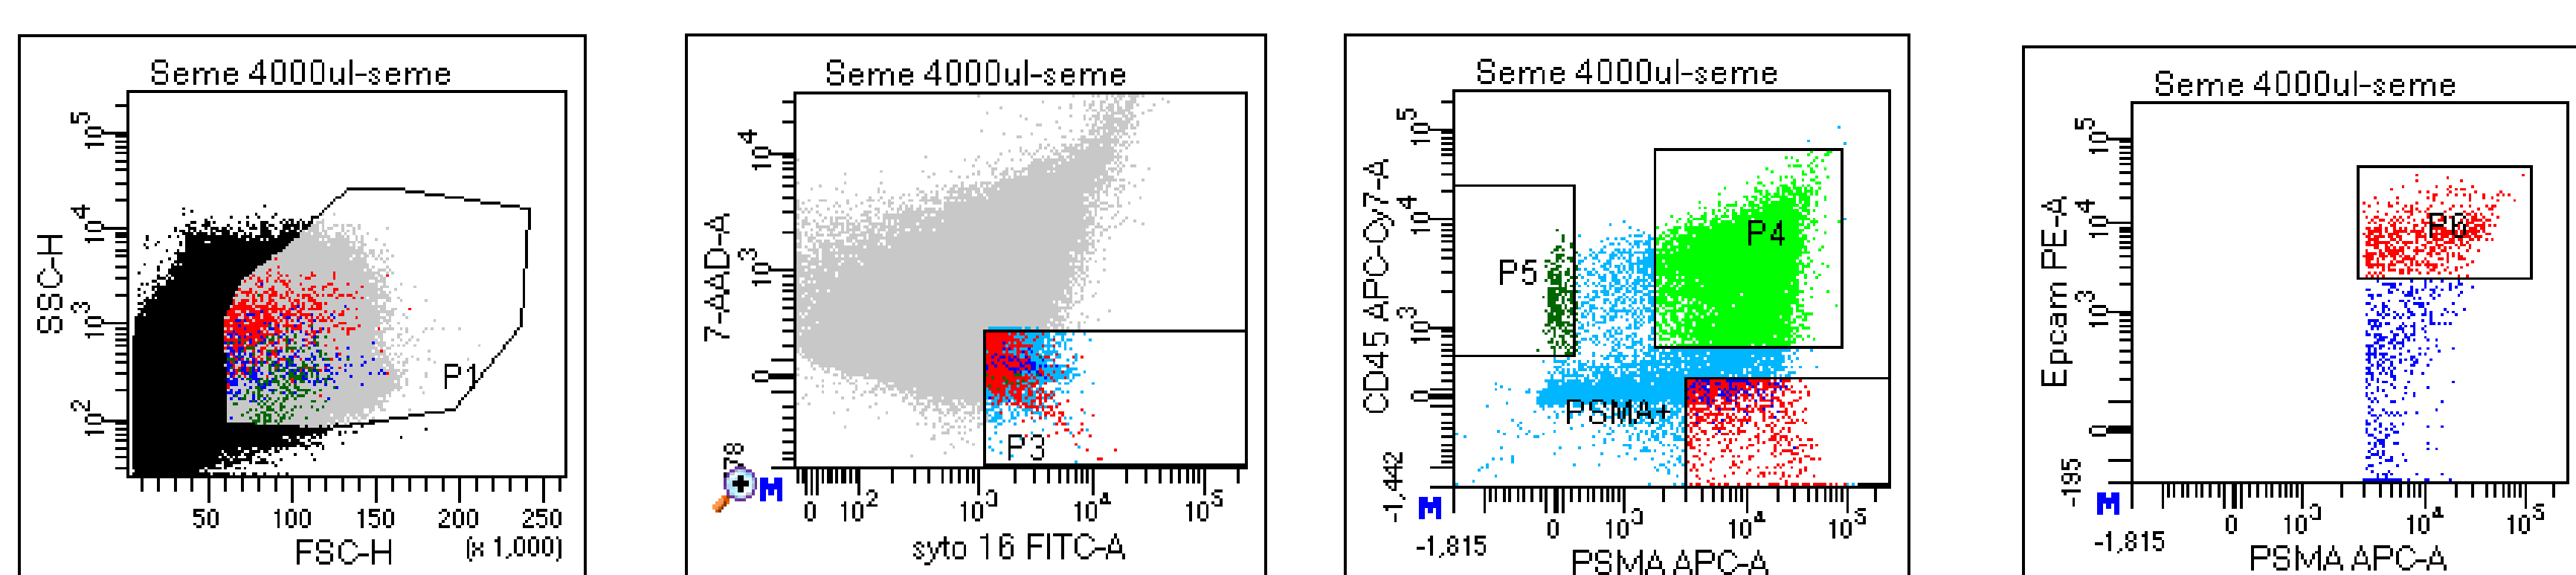 Seme 4000ul-seme
SSC-H
10^5
10^4
10^3
10^2
P1
50 100 150 200 250
FSC-H
(x 1,000)
Seme 4000ul-seme
7-AAD-A
10^4
10^3
0
78
P3
M
0 10^2 10^3 10^4 10^5
syto 16 FITC-A
Seme 4000ul-seme
CD45 APC-Cy7-A
10^5
10^4
10^3
0
-1,442
P5
P4
PSMA+
M
0 10^3 10^4 10^5
-1,815
PSMA APC-A
Seme 4000ul-seme
Epcam PE-A
10^5
10^4
10^3
0
-195
P6
M
0 10^3 10^4 10^5
-1,815
PSMA APC-A